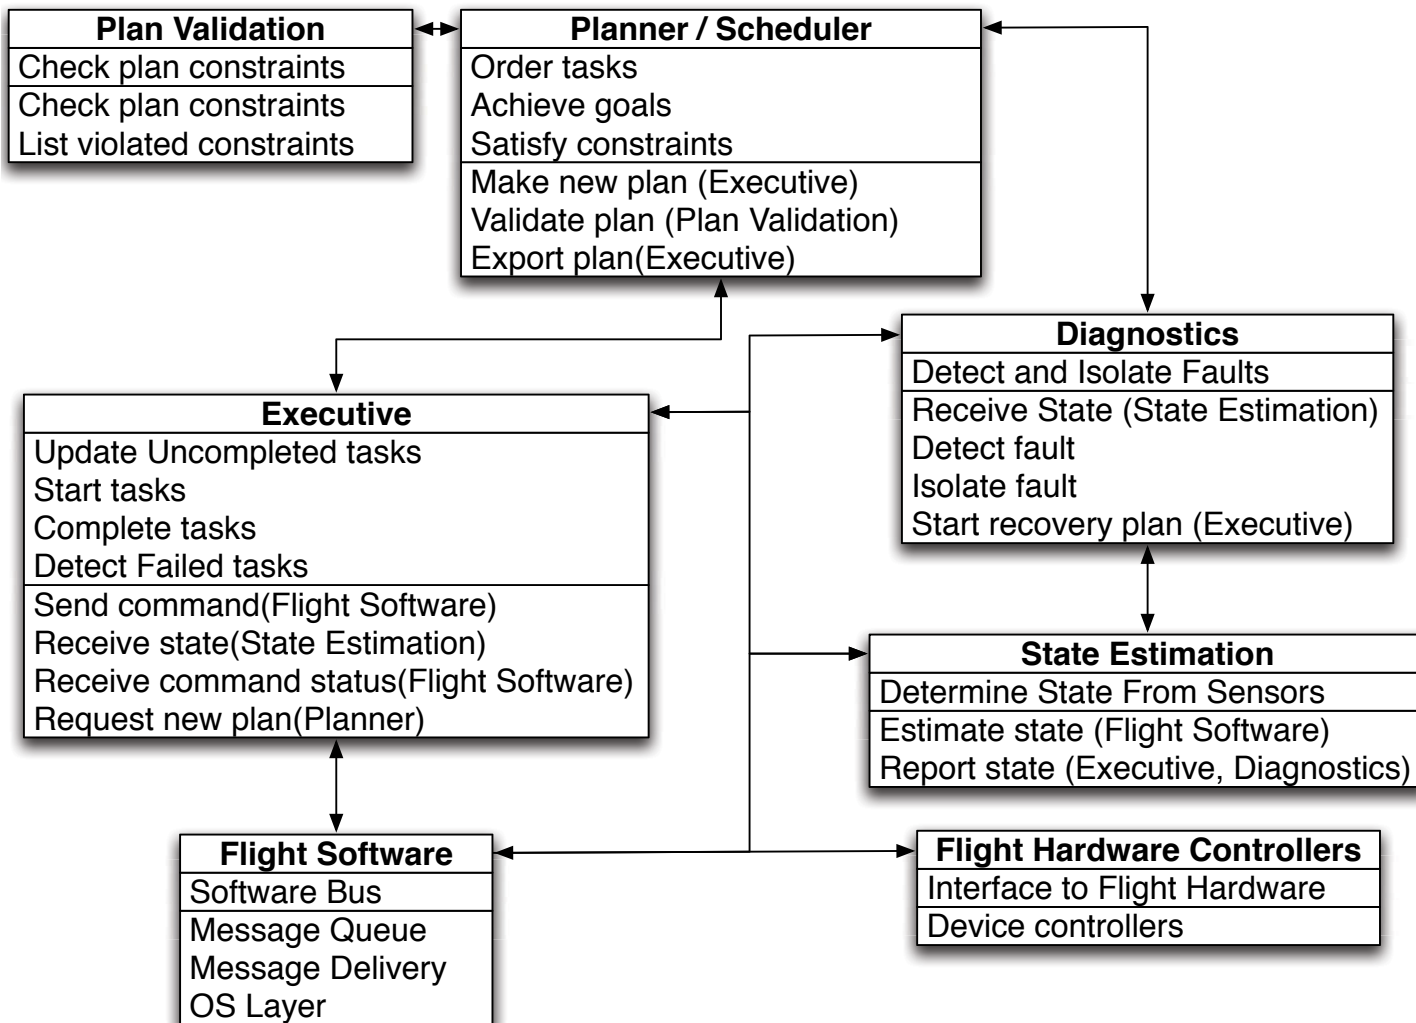 Plan Validation
Check plan constraints
Check plan constraints
List violated constraints
Planner / Scheduler
Order tasks
Achieve goals
Satisfy constraints
Make new plan (Executive)
Validate plan (Plan Validation)
Export plan(Executive)
Diagnostics
Detect and Isolate Faults
Receive State (State Estimation)
Detect fault
Isolate fault
Start recovery plan (Executive)
Executive
Update Uncompleted tasks
Start tasks
Complete tasks
Detect Failed tasks
Send command(Flight Software)
Receive state(State Estimation)
Receive command status(Flight Software)
Request new plan(Planner)
State Estimation
Determine State From Sensors
Estimate state (Flight Software)
Report state (Executive, Diagnostics)
Flight Software
Software Bus
Message Queue
Message Delivery
OS Layer
Flight Hardware Controllers
Interface to Flight Hardware
Device controllers